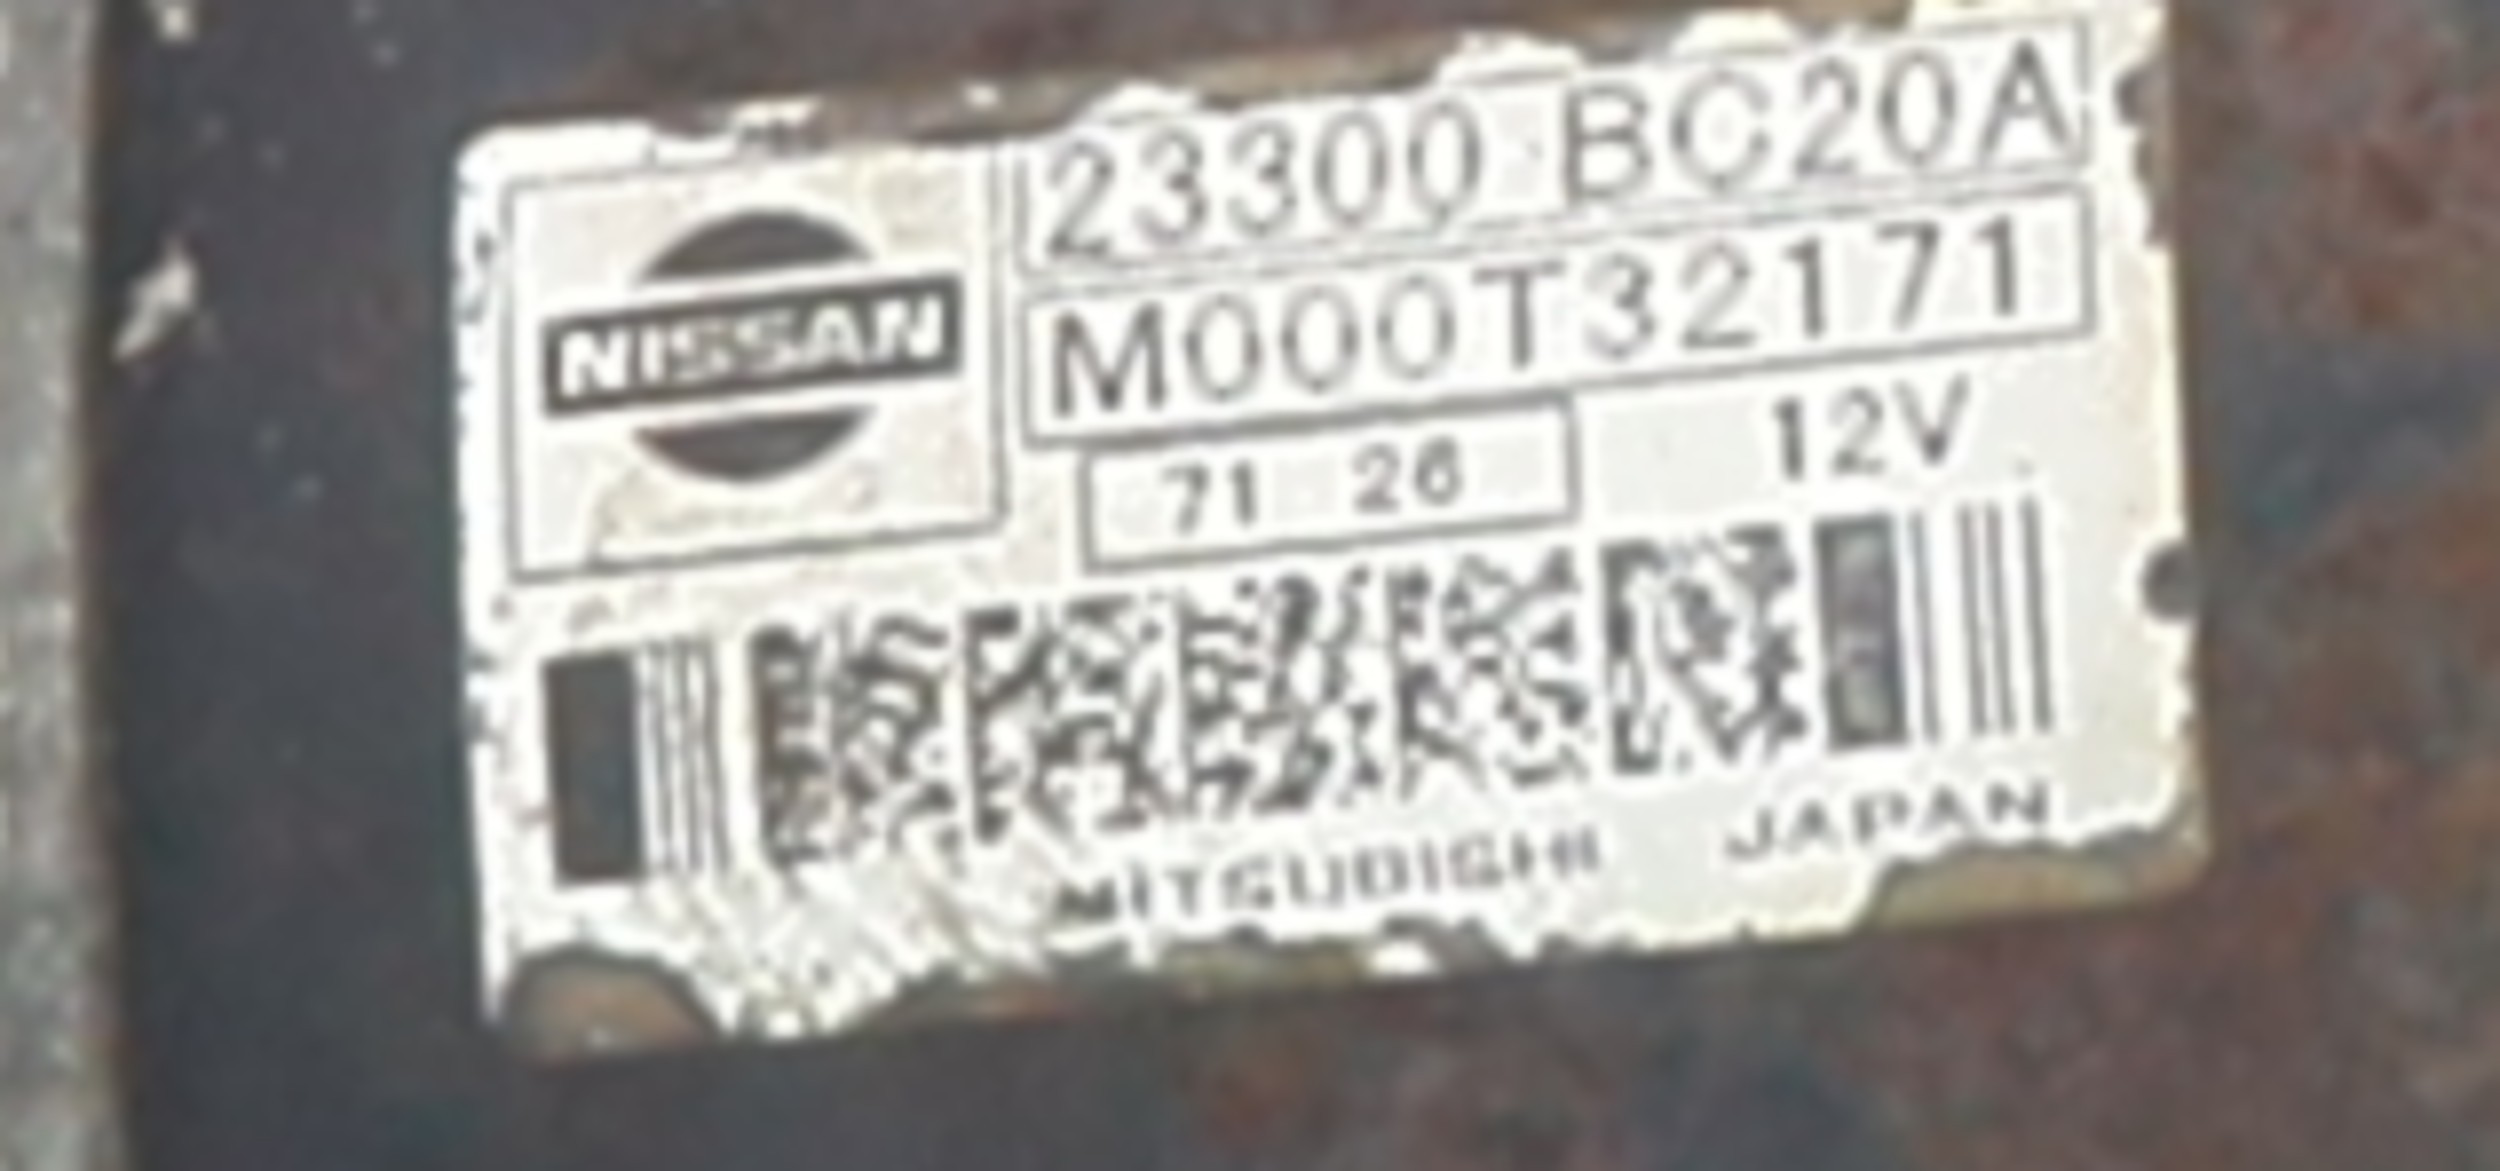 NISSAN
23300 BC20A
M000T32171
71 26
12V
MITSUBISHI JAPAN